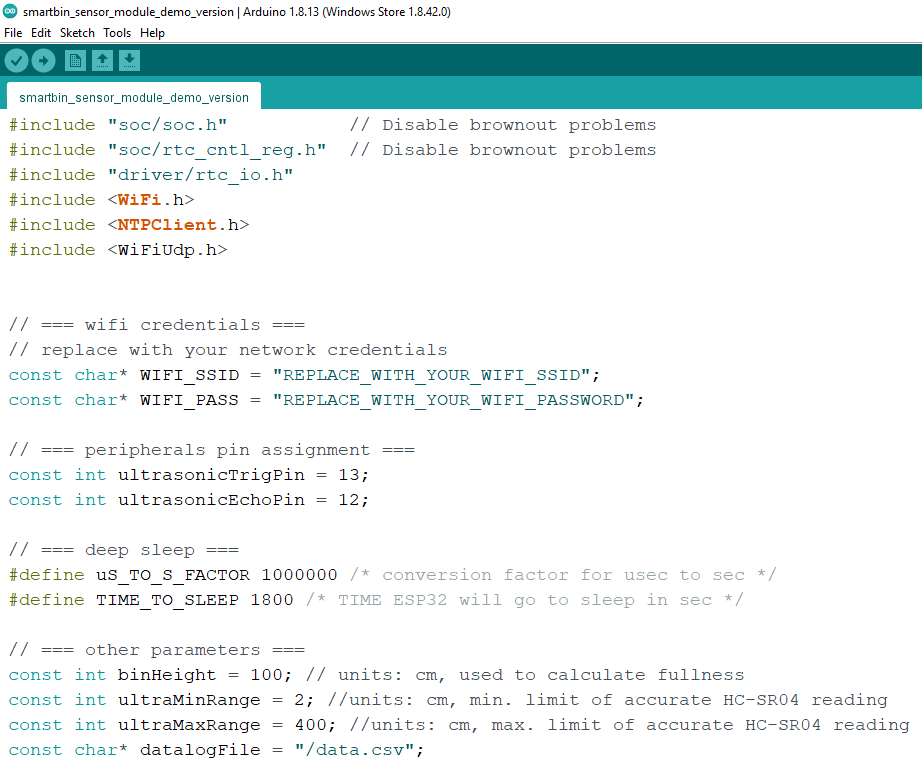 smartbin_sensor_module_demo_version | Arduino 1.8.13 (Windows Store 1.8.42.0)
File Edit Sketch Tools Help
smartbin_sensor_module_demo_version
#include "soc/soc.h"           // Disable brownout problems
#include "soc/rtc_cntl_reg.h"  // Disable brownout problems
#include "driver/rtc_io.h"
#include <WiFi.h>
#include <NTPClient.h>
#include <WiFiUdp.h>
// === wifi credentials ===
// replace with your network credentials
const char* WIFI_SSID = "REPLACE_WITH_YOUR_WIFI_SSID";
const char* WIFI_PASS = "REPLACE_WITH_YOUR_WIFI_PASSWORD";
// === peripherals pin assignment ===
const int ultrasonicTrigPin = 13;
const int ultrasonicEchoPin = 12;
// === deep sleep ===
#define uS_TO_S_FACTOR 1000000 /* conversion factor for usec to sec */
#define TIME_TO_SLEEP 1800 /* TIME ESP32 will go to sleep in sec */
// === other parameters ===
const int binHeight = 100; // units: cm, used to calculate fullness
const int ultraMinRange = 2; //units: cm, min. limit of accurate HC-SR04 reading
const int ultraMaxRange = 400; //units: cm, max. limit of accurate HC-SR04 reading
const char* datalogFile = "/data.csv";